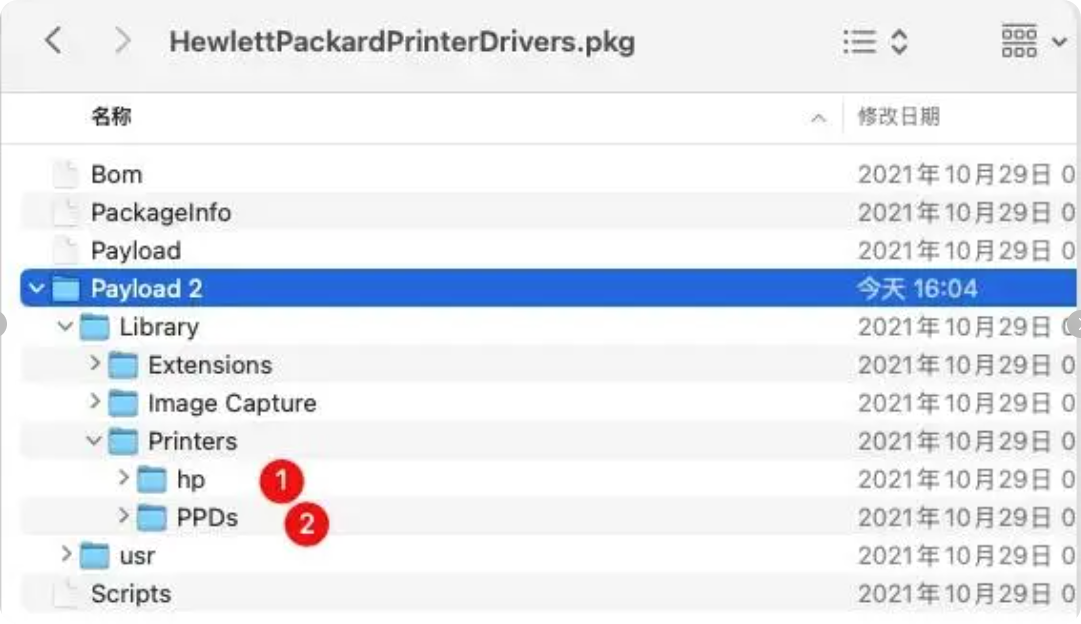 HewlettPackardPrinterDrivers.pkg
名称 修改日期
Bom 2021年10月29日 0
PackageInfo 2021年10月29日 0
Payload 2021年10月29日 0
Payload 2 今天 16:04
Library 2021年10月29日 0
Extensions 2021年10月29日 0
Image Capture 2021年10月29日 0
Printers 2021年10月29日 0
hp 1 2021年10月29日 0
PPDs 2 2021年10月29日 0
usr 2021年10月29日 0
Scripts 2021年10月29日 0